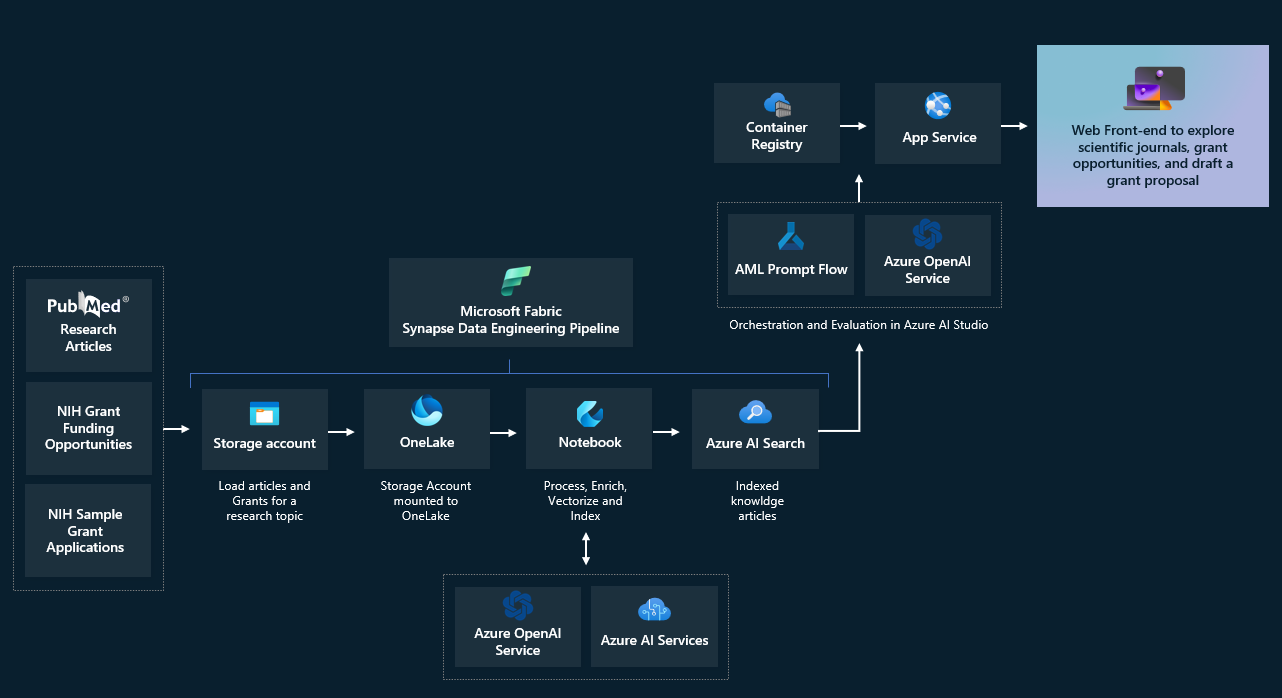 PubMed®
Research
Articles
NIH Grant
Funding
Opportunities
NIH Sample
Grant
Applications
Microsoft Fabric
Synapse Data Engineering Pipeline
Storage account
Load articles and
Grants for a
research topic
OneLake
Storage Account
mounted to
OneLake
Notebook
Process, Enrich,
Vectorize and
Index
Azure AI Search
Indexed
knowldge
articles
Azure OpenAI
Service
Azure AI Services
Container
Registry
App Service
AML Prompt Flow
Azure OpenAI
Service
Orchestration and Evaluation in Azure AI Studio
Web Front-end to explore
scientific journals, grant
opportunities, and draft a
grant proposal